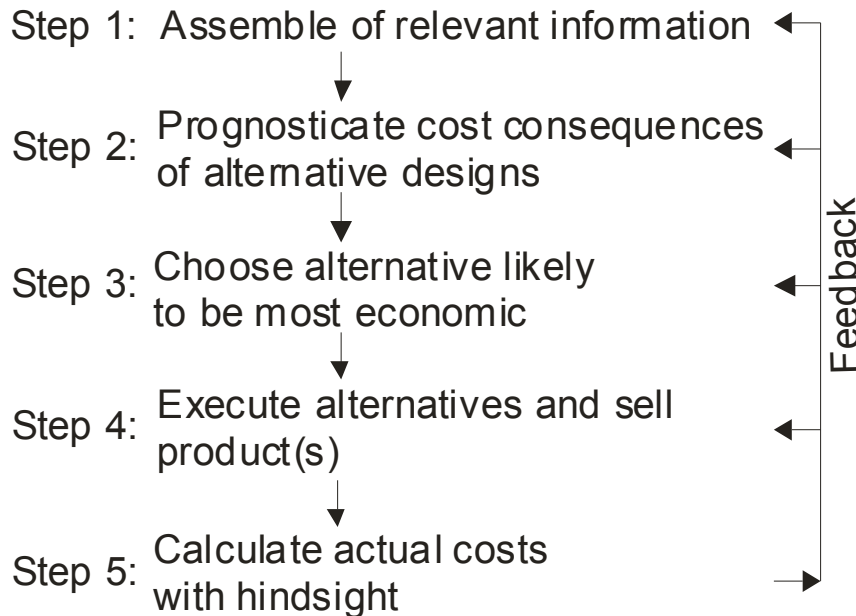 Step 1: Assemble of relevant information
Step 2: Prognosticate cost consequences
of alternative designs
Step 3: Choose alternative likely
to be most economic
Step 4: Execute alternatives and sell
product(s)
Step 5: Calculate actual costs
with hindsight
Feedback